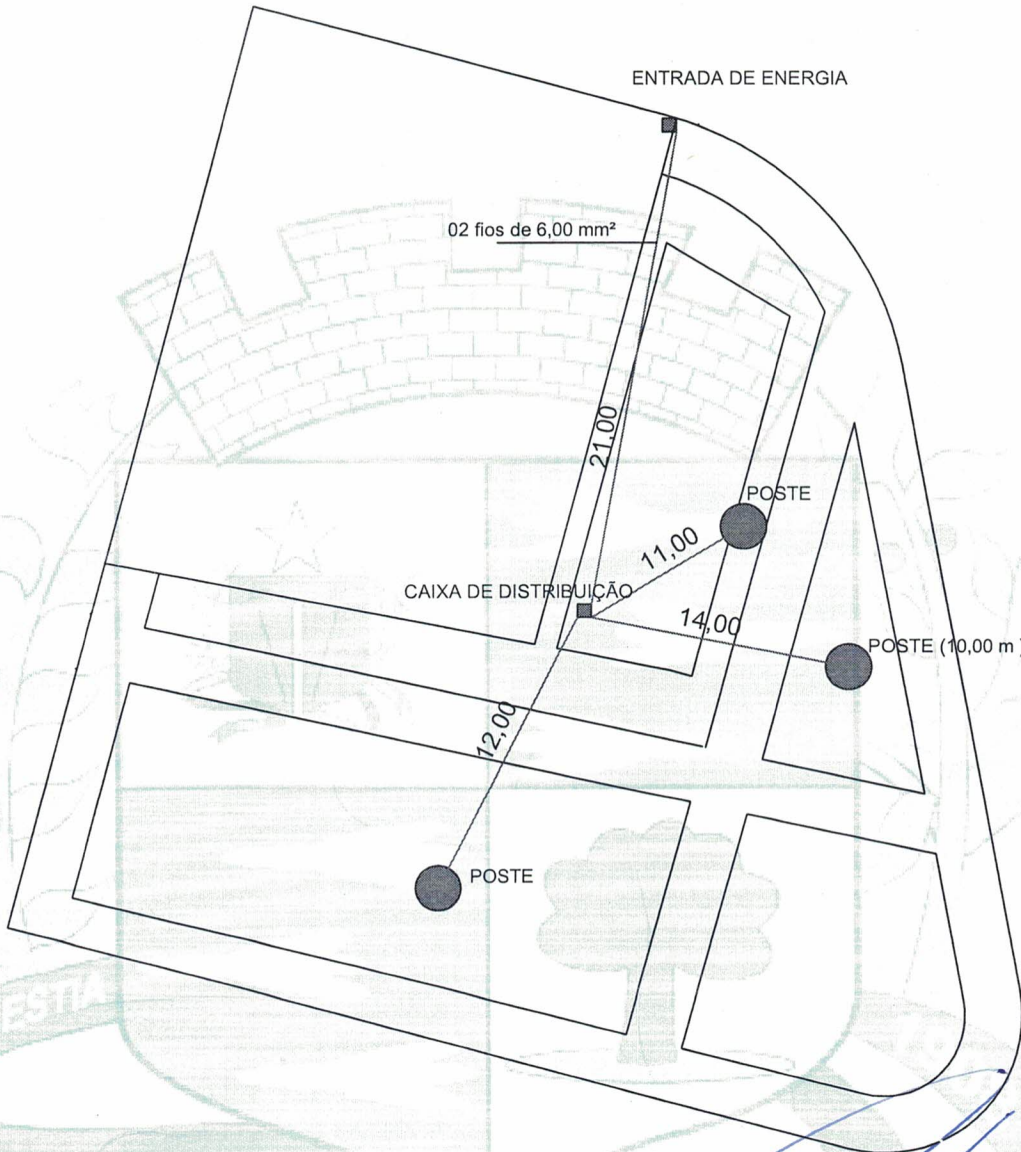 ENTRADA DE ENERGIA
02 fios de 6,00 mm²
21,00
POSTE
11,00
CAIXA DE DISTRIBUIÇÃO
14,00
POSTE (10,00 m )
12,00
POSTE
ESTIA